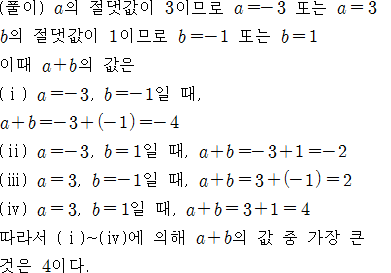 (풀이) a의 절댓값이 3이므로 a=-3 또는 a=3
b의 절댓값이 1이므로 b=-1 또는 b=1
이때 a+b의 값은
(ⅰ) a=-3, b=-1일 때,
a+b=-3+(-1)=-4
(ⅱ) a=-3, b=1일 때, a+b=-3+1=-2
(ⅲ) a=3, b=-1일 때, a+b=3+(-1)=2
(ⅳ) a=3, b=1일 때, a+b=3+1=4
따라서 (ⅰ)~(ⅳ)에 의해 a+b의 값 중 가장 큰
것은 4이다.